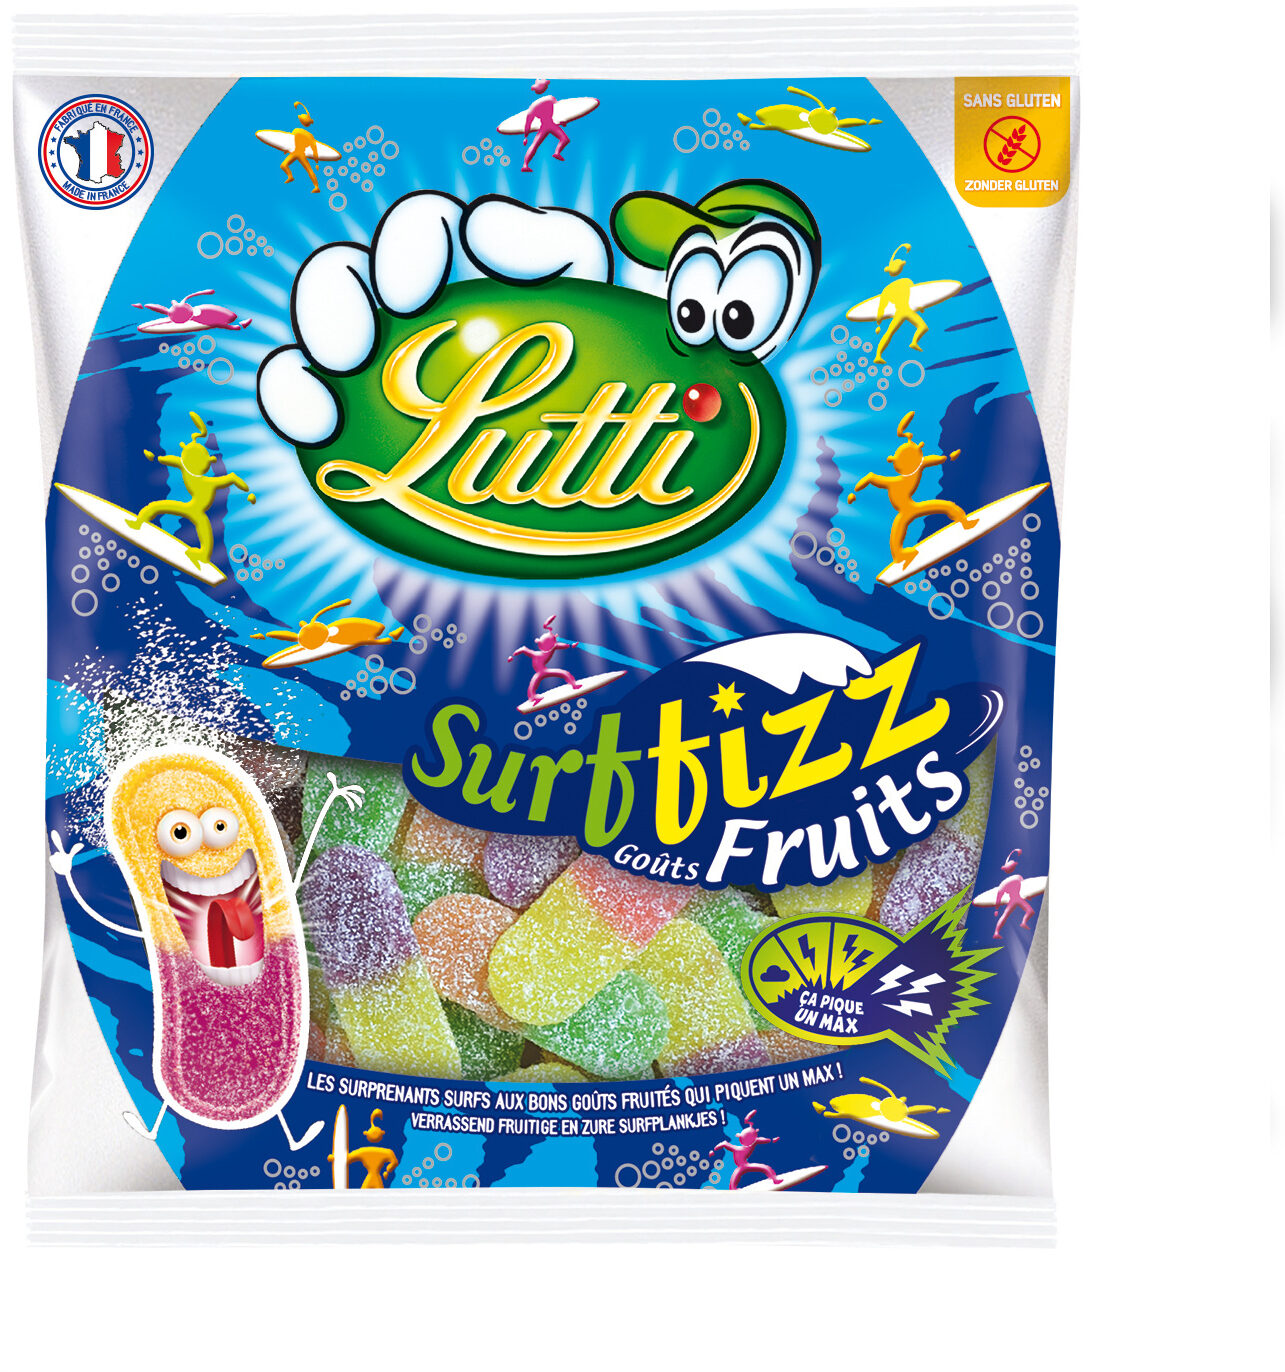 FABRIQUÉ EN FRANCE
MADE IN FRANCE
SANS GLUTEN
ZONDER GLUTEN
Lutti
Surffizz
Goûts Fruits
ÇA PIQUE
UN MAX
LES SURPRENANTS SURFS AUX BONS GOÛTS FRUITÉS QUI PIQUENT UN MAX !
VERRASSEND FRUITIGE EN ZURE SURFPLANKJES !